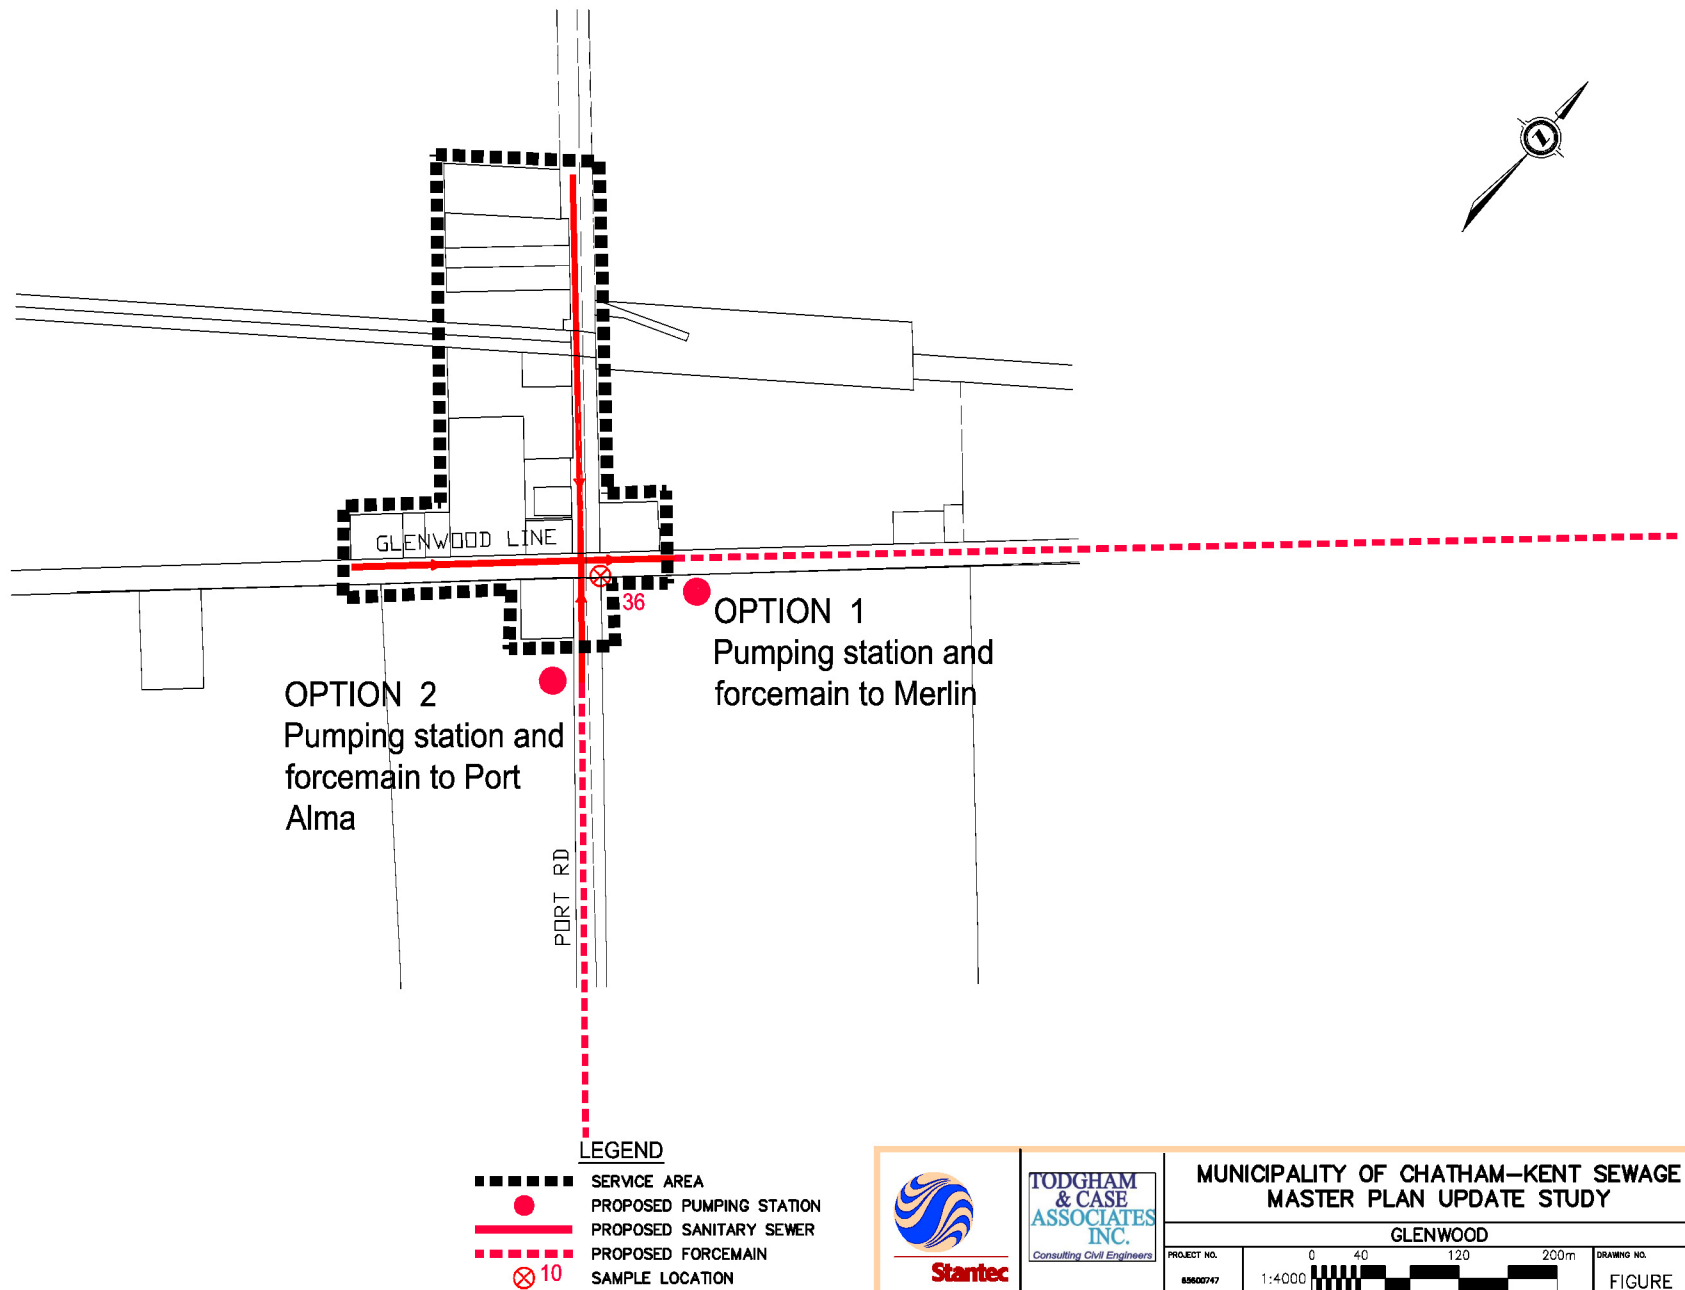 GLENWOOD LINE
36
OPTION 1
Pumping station and
forcemain to Merlin
OPTION 2
Pumping station and
forcemain to Port
Alma
PORT RD
LEGEND
SERVICE AREA
PROPOSED PUMPING STATION
PROPOSED SANITARY SEWER
PROPOSED FORCEMAIN
10 SAMPLE LOCATION
Stantec
TODGHAM
& CASE
ASSOCIATES
INC.
Consulting Civil Engineers
MUNICIPALITY OF CHATHAM-KENT SEWAGE
MASTER PLAN UPDATE STUDY
GLENWOOD
PROJECT NO.
65600747
1:4000
0 40 120 200m
DRAWING NO.
FIGURE
Z